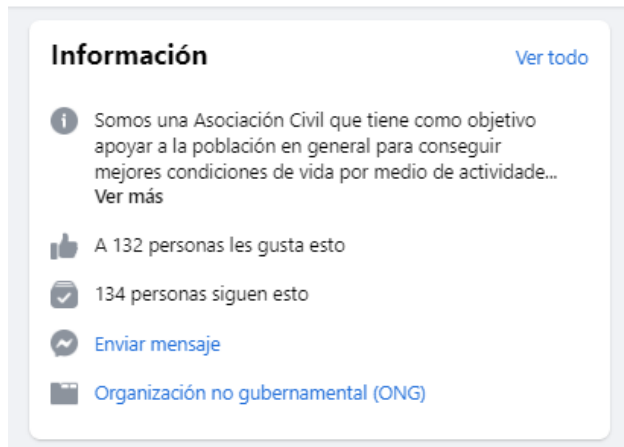 Información
Ver todo
Somos una Asociación Civil que tiene como objetivo
apoyar a la población en general para conseguir
mejores condiciones de vida por medio de actividade...
Ver más
A 132 personas les gusta esto
134 personas siguen esto
Enviar mensaje
Organización no gubernamental (ONG)